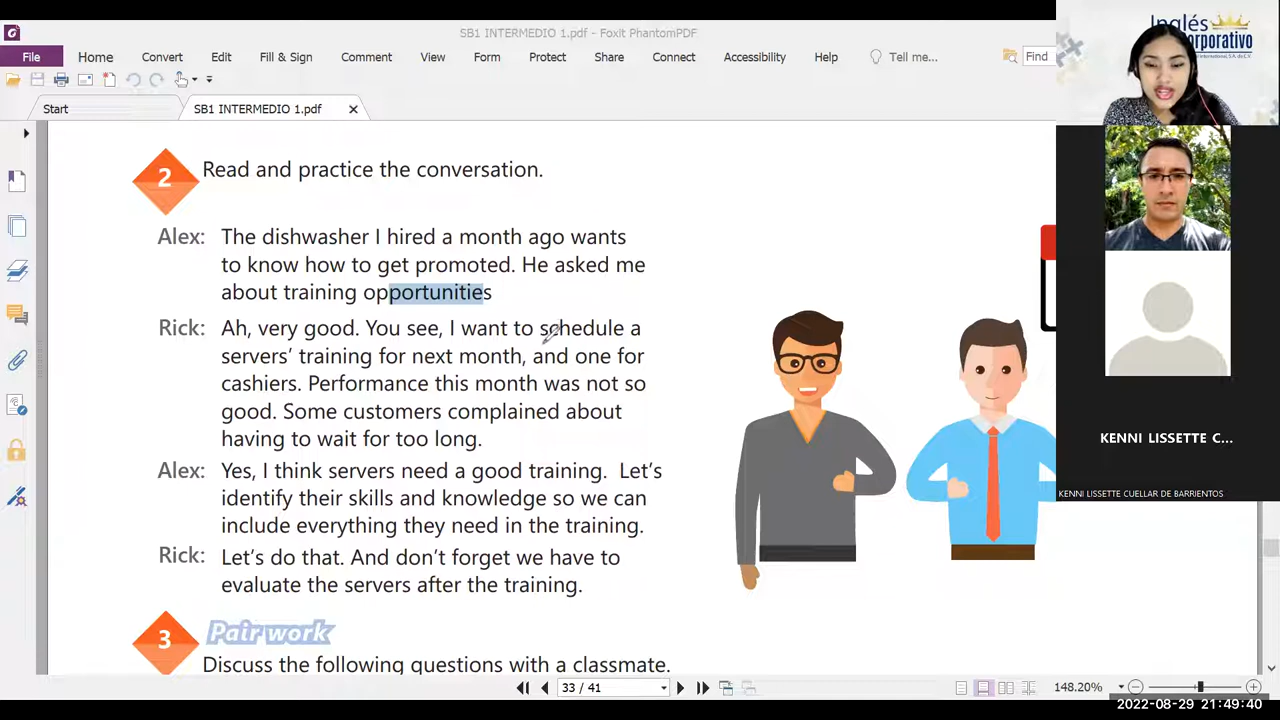 SB1 INTERMEDIO 1.pdf - Foxit PhantomPDF
File Home Convert Edit Fill & Sign Comment View Form Protect Share Connect Accessibility Help Tell me... Find
Start SB1 INTERMEDIO 1.pdf
2 Read and practice the conversation.
Alex: The dishwasher I hired a month ago wants
to know how to get promoted. He asked me
about training opportunities
Rick: Ah, very good. You see, I want to schedule a
servers’ training for next month, and one for
cashiers. Performance this month was not so
good. Some customers complained about
having to wait for too long.
Alex: Yes, I think servers need a good training. Let’s
identify their skills and knowledge so we can
include everything they need in the training.
Rick: Let’s do that. And don’t forget we have to
evaluate the servers after the training.
3 Pair work
Discuss the following questions with a classmate.
33 / 41
148.20%
Inglés
orporativo
KENNI LISSETTE C...
KENNI LISSETTE CUELLAR DE BARRIENTOS
2022-08-29 21:49:40